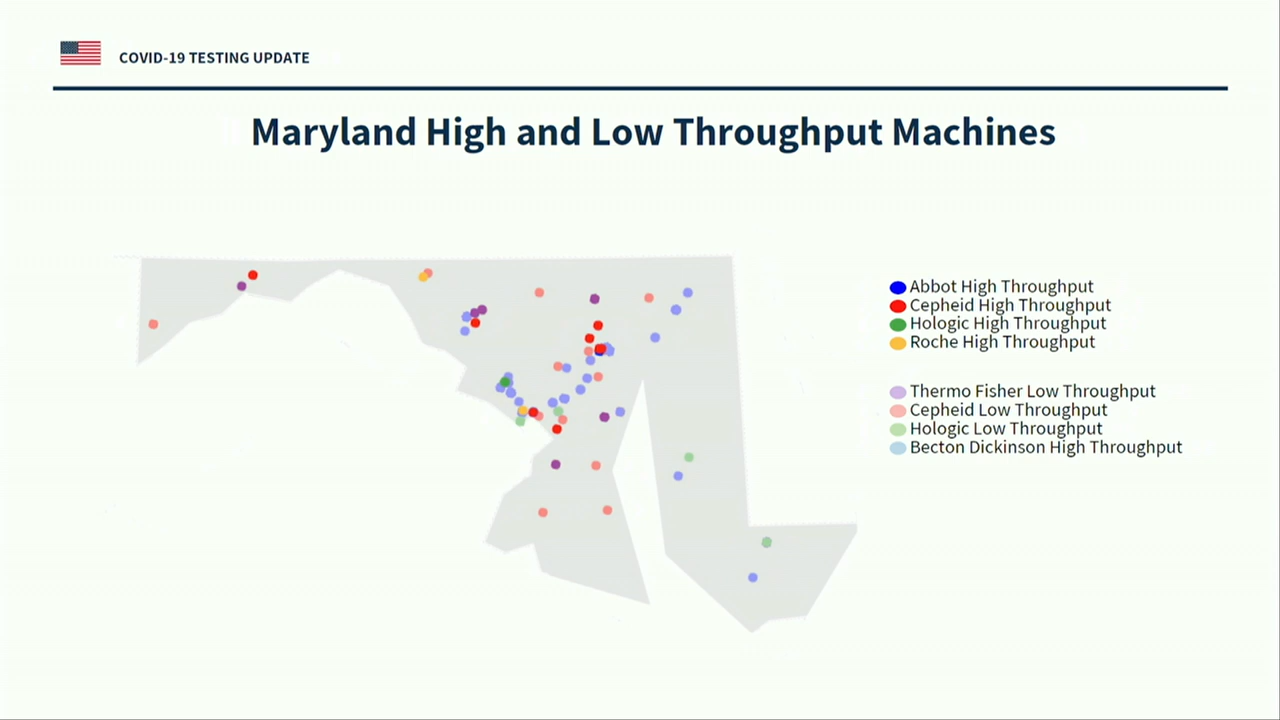 COVID-19 TESTING UPDATE
Maryland High and Low Throughput Machines
Abbot High Throughput
Cepheid High Throughput
Hologic High Throughput
Roche High Throughput
Thermo Fisher Low Throughput
Cepheid Low Throughput
Hologic Low Throughput
Becton Dickinson High Throughput